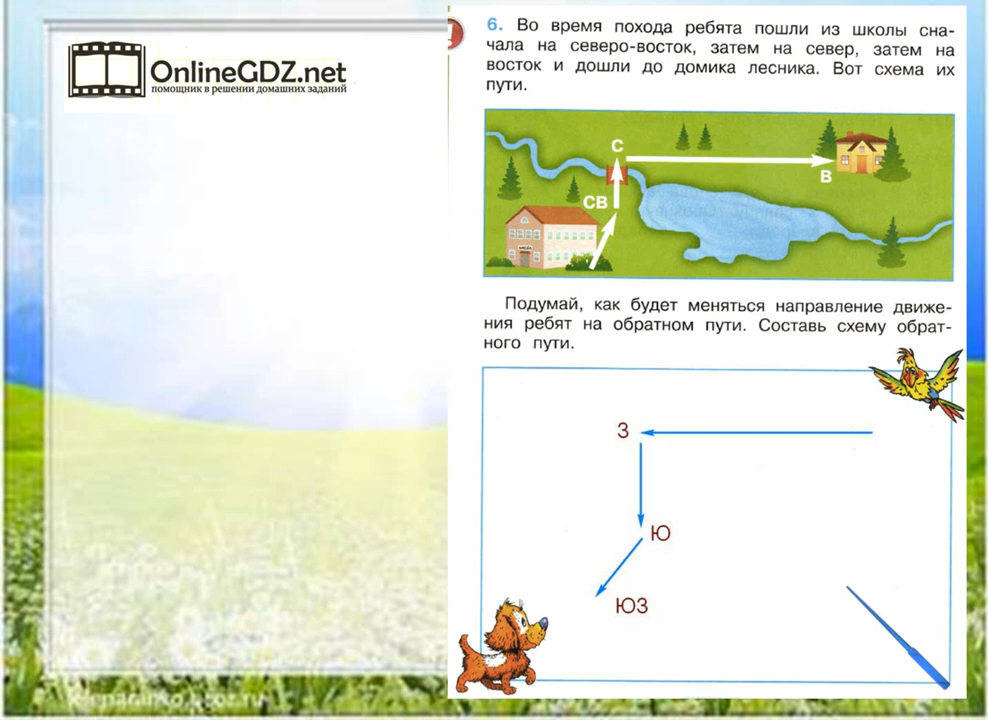 OnlineGDZ.net
помощник в решении домашних заданий
6. Во время похода ребята пошли из школы сна-
чала на северо-восток, затем на север, затем на
восток и дошли до домика лесника. Вот схема их
пути.
С
В
СВ
Подумай, как будет меняться направление движе-
ния ребят на обратном пути. Составь схему обрат-
ного пути.
З
Ю
ЮЗ